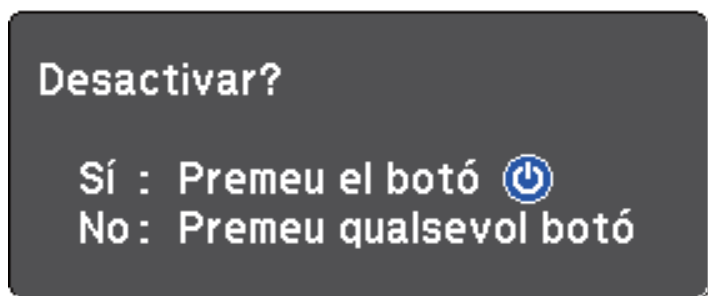 Desactivar?
Sí : Premeu el botó
No : Premeu qualsevol botó